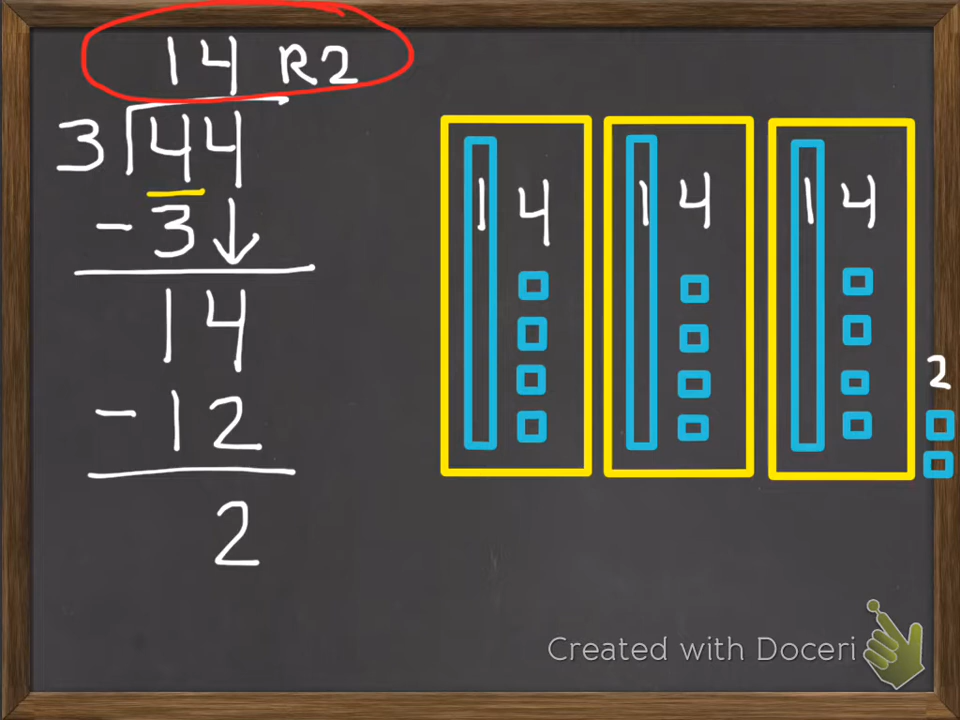 14 R2
3 44
- 3
14
- 12
2
14 14 14
2
Created with Doceri